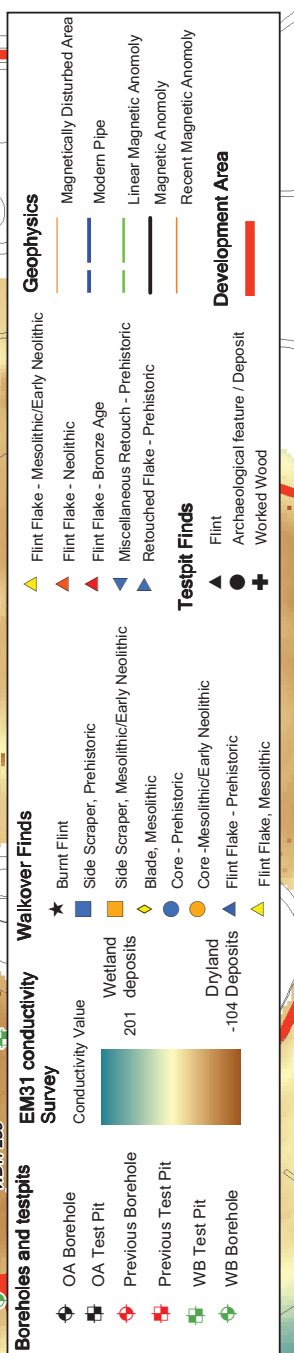 Boreholes and testpits
OA Borehole
OA Test Pit
Previous Borehole
Previous Test Pit
WB Test Pit
WB Borehole
EM31 conductivity
Survey
Conductivity Value
201
Wetland
deposits
Dryland
-104 Deposits
Walkover Finds
Burnt Flint
Side Scraper, Prehistoric
Side Scraper, Mesolithic/Early Neolithic
Blade, Mesolithic
Core - Prehistoric
Core -Mesolithic/Early Neolithic
Flint Flake - Prehistoric
Flint Flake, Mesolithic
Flint Flake - Mesolithic/Early Neolithic
Flint Flake - Neolithic
Flint Flake - Bronze Age
Miscellaneous Retouch - Prehistoric
Retouched Flake - Prehistoric
Testpit Finds
Flint
Archaeological feature / Deposit
Worked Wood
Geophysics
Magnetically Disturbed Area
Modern Pipe
Linear Magnetic Anomoly
Magnetic Anomoly
Recent Magnetic Anomoly
Development Area